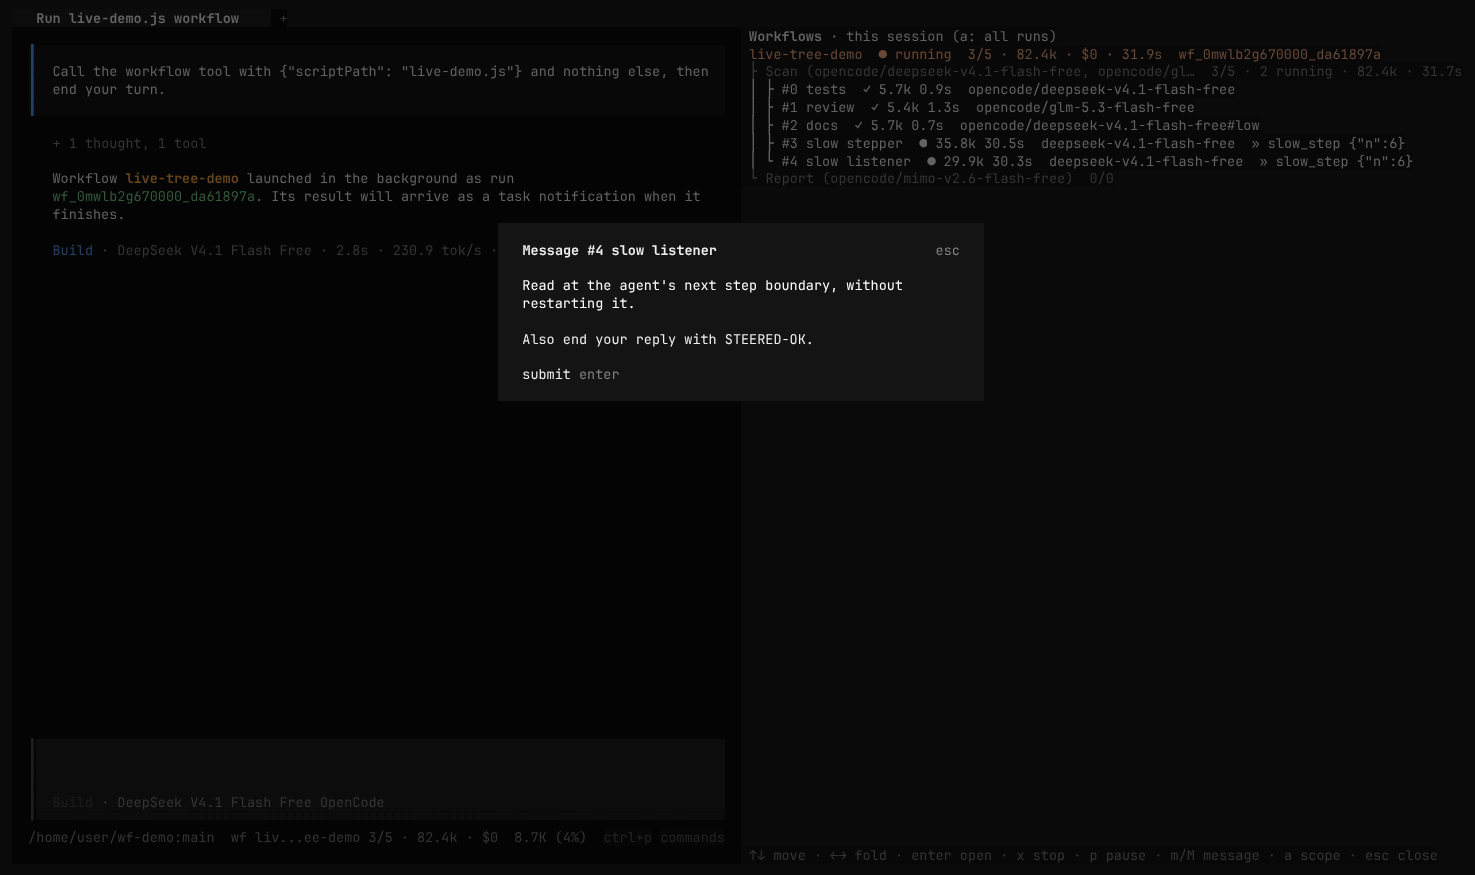 Run live-demo.js workflow +
Call the workflow tool with {"scriptPath": "live-demo.js"} and nothing else, then
end your turn.
+ 1 thought, 1 tool
Workflow live-tree-demo launched in the background as run
wf_0mwlb2g670000_da61897a. Its result will arrive as a task notification when it
finishes.
Build · DeepSeek V4.1 Flash Free · 2.8s · 230.9 tok/s ·
Workflows · this session (a: all runs)
live-tree-demo ● running 3/5 · 82.4k · $0 · 31.9s wf_0mwlb2g670000_da61897a
├ Scan (opencode/deepseek-v4.1-flash-free, opencode/gl… 3/5 · 2 running · 82.4k · 31.7s
│ ├ #0 tests ✓ 5.7k 0.9s opencode/deepseek-v4.1-flash-free
│ ├ #1 review ✓ 5.4k 1.3s opencode/glm-5.3-flash-free
│ ├ #2 docs ✓ 5.7k 0.7s opencode/deepseek-v4.1-flash-free#low
│ ├ #3 slow stepper ● 35.8k 30.5s deepseek-v4.1-flash-free » slow_step {"n":6}
│ └ #4 slow listener ● 29.9k 30.3s deepseek-v4.1-flash-free » slow_step {"n":6}
└ Report (opencode/mimo-v2.6-flash-free) 0/0
Message #4 slow listener esc
Read at the agent's next step boundary, without
restarting it.
Also end your reply with STEERED-OK.
submit enter
Build · DeepSeek V4.1 Flash Free OpenCode
/home/user/wf-demo:main wf liv...ee-demo 3/5 · 82.4k · $0 8.7K (4%) ctrl+p commands
↑↓ move · ↔ fold · enter open · x stop · p pause · m/M message · a scope · esc close